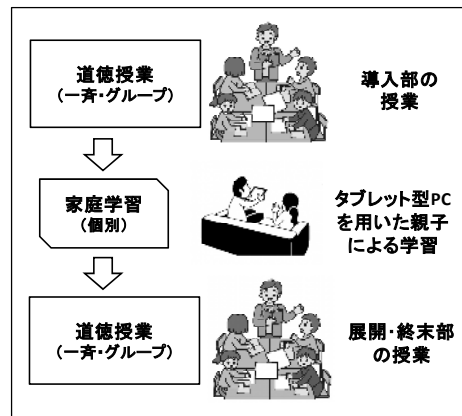 道徳授業
(一斉・グループ)
導入部の
授業
家庭学習
(個別)
タブレット型PC
を用いた親子
による学習
道徳授業
(一斉・グループ)
展開・終末部
の授業